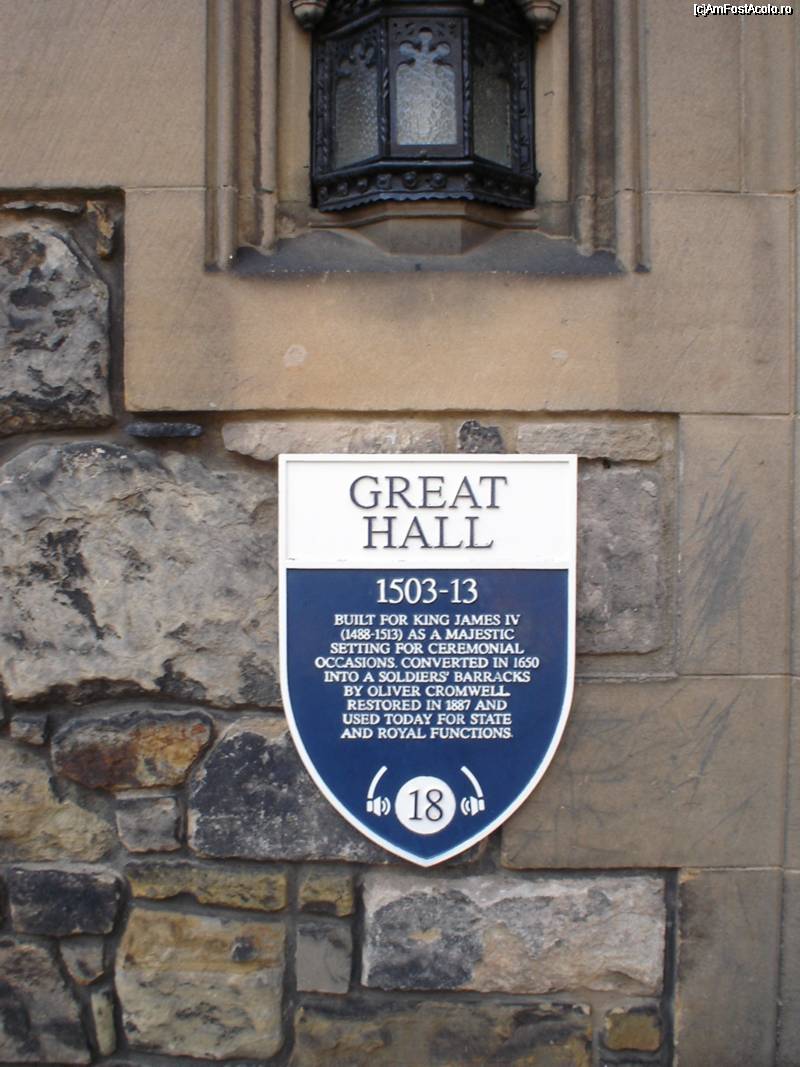 [c]AmFostAcolo.ro
GREAT
HALL
1503-13
BUILT FOR KING JAMES IV
(1488-1513) AS A MAJESTIC
SETTING FOR CEREMONIAL
OCCASIONS. CONVERTED IN 1650
INTO A SOLDIERS' BARRACKS
BY OLIVER CROMWELL.
RESTORED IN 1887 AND
USED TODAY FOR STATE
AND ROYAL FUNCTIONS.
18